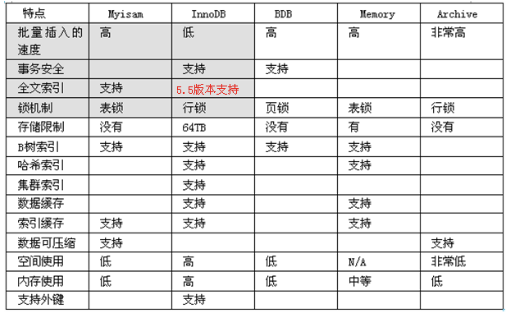 特点 Myisam InnoDB BDB Memory Archive
批量插入的 高 低 高 高 非常高
速度
事务安全 支持 支持
全文索引 支持 5.5版本支持
锁机制 表锁 行锁 页锁 表锁 行锁
存储限制 没有 64TB 没有 有 没有
B树索引 支持 支持 支持 支持
哈希索引 支持 支持
集群索引 支持
数据缓存 支持 支持
索引缓存 支持 支持 支持
数据可压缩 支持 支持
空间使用 低 高 低 N/A 非常低
内存使用 低 高 低 中等 低
支持外键 支持